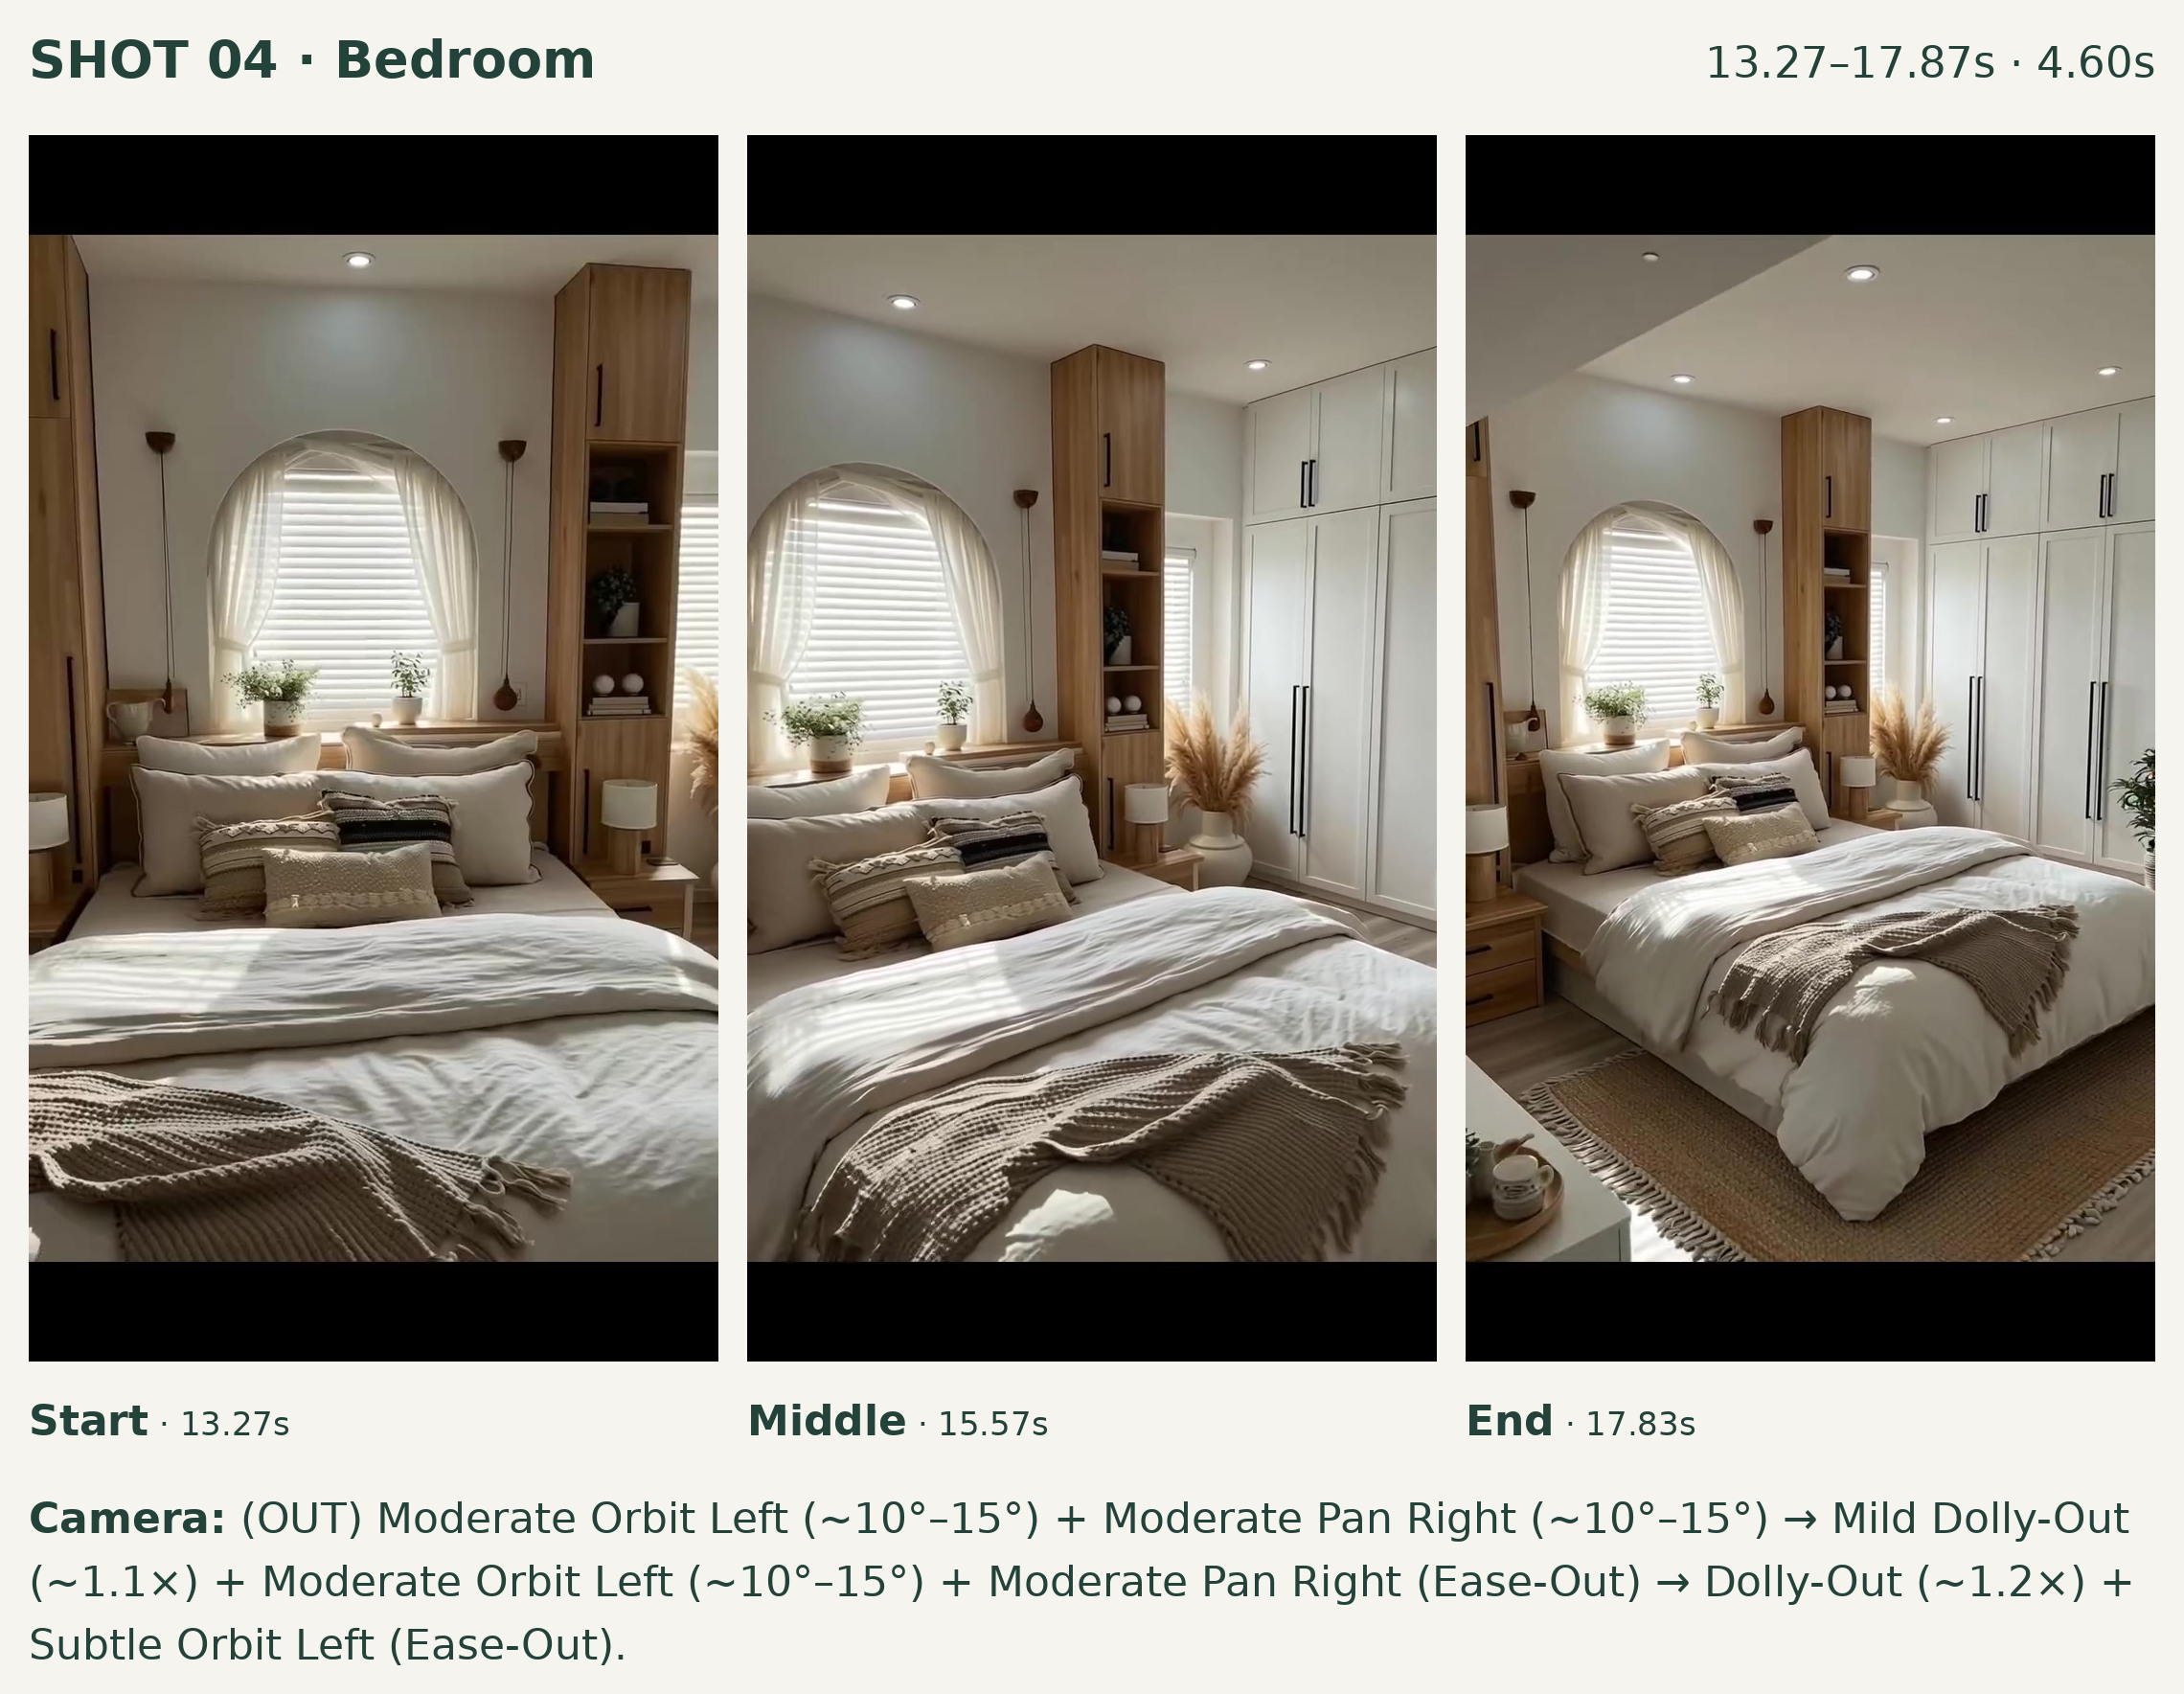 SHOT 04 · Bedroom
13.27–17.87s · 4.60s
Start · 13.27s
Middle · 15.57s
End · 17.83s
Camera: (OUT) Moderate Orbit Left (~10°–15°) + Moderate Pan Right (~10°–15°) → Mild Dolly-Out
(~1.1×) + Moderate Orbit Left (~10°–15°) + Moderate Pan Right (Ease-Out) → Dolly-Out (~1.2×) +
Subtle Orbit Left (Ease-Out).